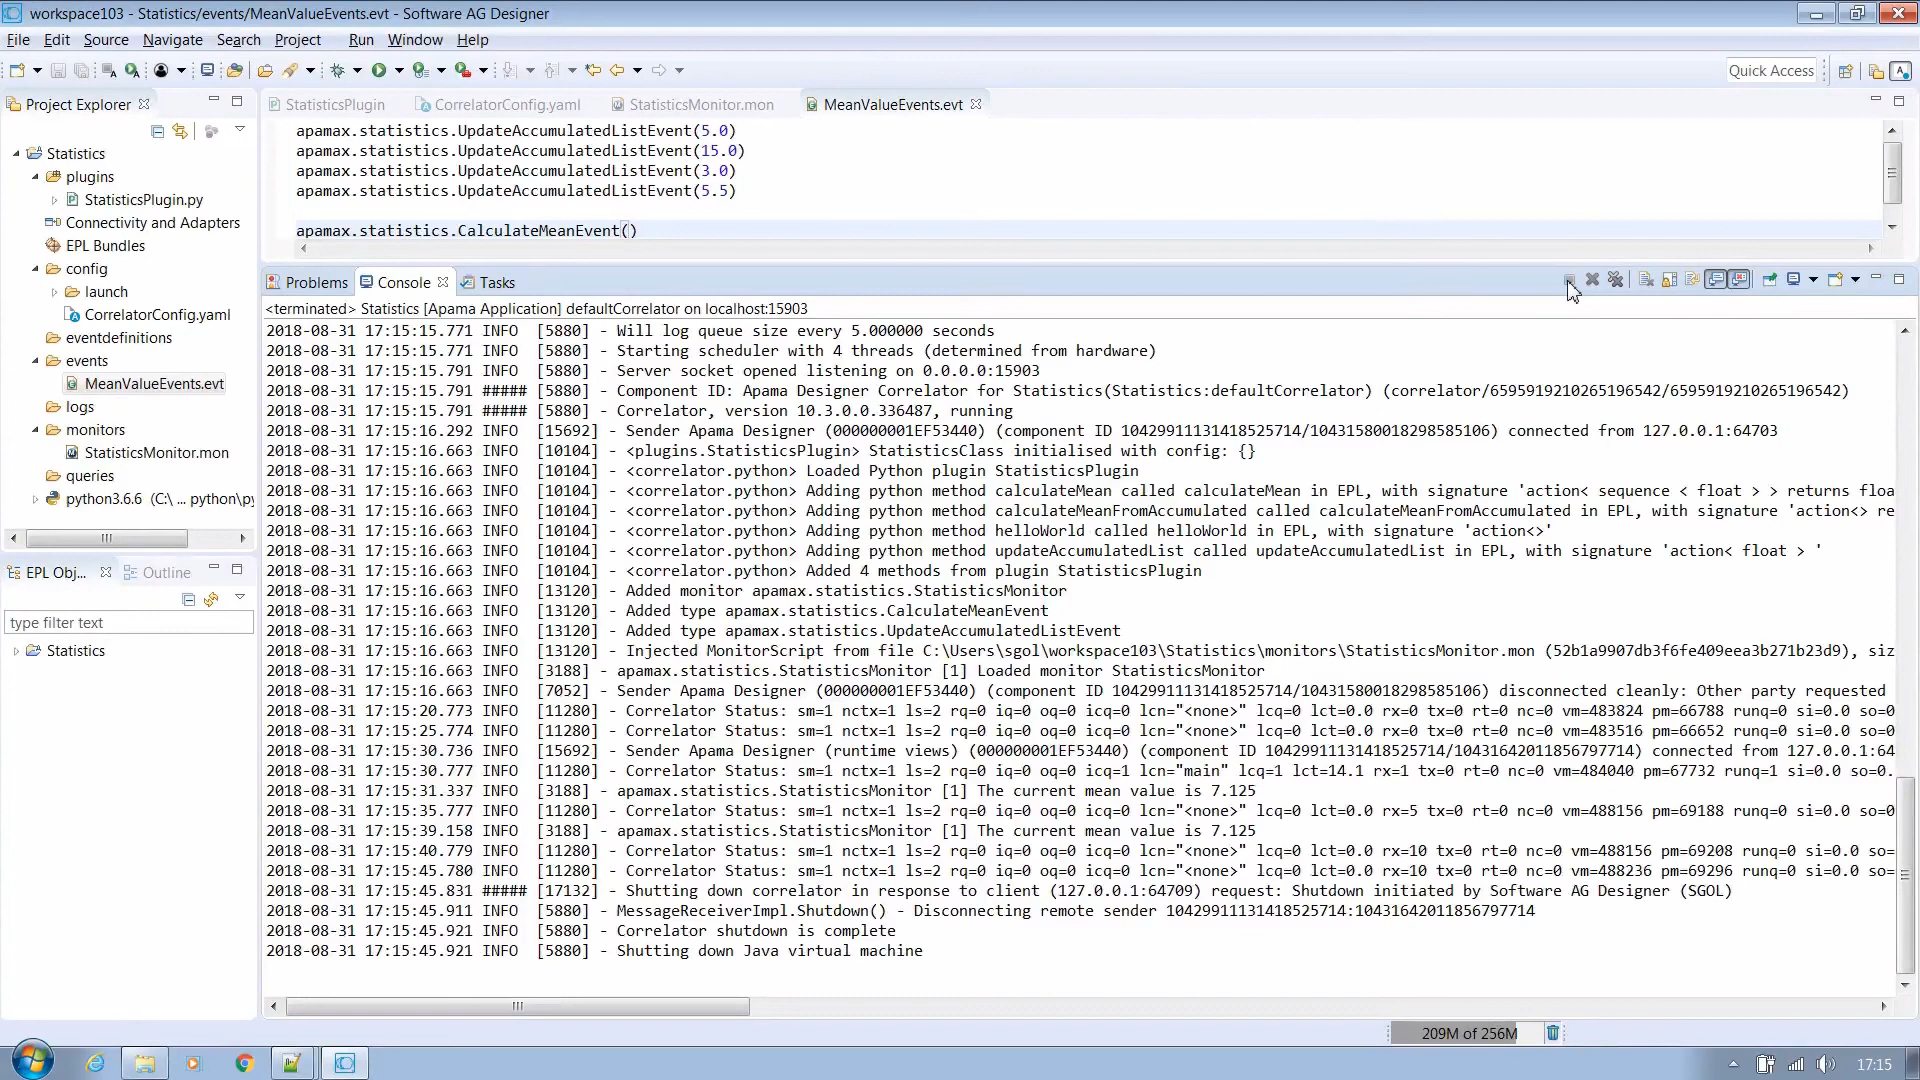 workspace103 - Statistics/events/MeanValueEvents.evt - Software AG Designer
File Edit Source Navigate Search Project Run Window Help
Quick Access
Project Explorer
Statistics
plugins
StatisticsPlugin.py
Connectivity and Adapters
EPL Bundles
config
launch
CorrelatorConfig.yaml
eventdefinitions
events
MeanValueEvents.evt
logs
monitors
StatisticsMonitor.mon
queries
python3.6.6 (C:\ ... python\py
EPL Obj... Outline
type filter text
Statistics
StatisticsPlugin CorrelatorConfig.yaml StatisticsMonitor.mon MeanValueEvents.evt
apamax.statistics.UpdateAccumulatedListEvent(5.0)
apamax.statistics.UpdateAccumulatedListEvent(15.0)
apamax.statistics.UpdateAccumulatedListEvent(3.0)
apamax.statistics.UpdateAccumulatedListEvent(5.5)
apamax.statistics.CalculateMeanEvent()
Problems Console Tasks
<terminated> Statistics [Apama Application] defaultCorrelator on localhost:15903
2018-08-31 17:15:15.771 INFO [5880] - Will log queue size every 5.000000 seconds
2018-08-31 17:15:15.771 INFO [5880] - Starting scheduler with 4 threads (determined from hardware)
2018-08-31 17:15:15.791 INFO [5880] - Server socket opened listening on 0.0.0.0:15903
2018-08-31 17:15:15.791 ##### [5880] - Component ID: Apama Designer Correlator for Statistics(Statistics:defaultCorrelator) (correlator/6595919210265196542/6595919210265196542)
2018-08-31 17:15:15.791 ##### [5880] - Correlator, version 10.3.0.0.336487, running
2018-08-31 17:15:16.292 INFO [15692] - Sender Apama Designer (000000001EF53440) (component ID 10429911131418525714/10431580018298585106) connected from 127.0.0.1:64703
2018-08-31 17:15:16.663 INFO [10104] - <plugins.StatisticsPlugin> StatisticsClass initialised with config: {}
2018-08-31 17:15:16.663 INFO [10104] - <correlator.python> Loaded Python plugin StatisticsPlugin
2018-08-31 17:15:16.663 INFO [10104] - <correlator.python> Adding python method calculateMean called calculateMean in EPL, with signature 'action< sequence < float > > returns floa
2018-08-31 17:15:16.663 INFO [10104] - <correlator.python> Adding python method calculateMeanFromAccumulated called calculateMeanFromAccumulated in EPL, with signature 'action<> re
2018-08-31 17:15:16.663 INFO [10104] - <correlator.python> Adding python method helloWorld called helloWorld in EPL, with signature 'action<>'
2018-08-31 17:15:16.663 INFO [10104] - <correlator.python> Adding python method updateAccumulatedList called updateAccumulatedList in EPL, with signature 'action< float > '
2018-08-31 17:15:16.663 INFO [10104] - <correlator.python> Added 4 methods from plugin StatisticsPlugin
2018-08-31 17:15:16.663 INFO [13120] - Added monitor apamax.statistics.StatisticsMonitor
2018-08-31 17:15:16.663 INFO [13120] - Added type apamax.statistics.CalculateMeanEvent
2018-08-31 17:15:16.663 INFO [13120] - Added type apamax.statistics.UpdateAccumulatedListEvent
2018-08-31 17:15:16.663 INFO [13120] - Injected MonitorScript from file C:\Users\sgol\workspace103\Statistics\monitors\StatisticsMonitor.mon (52b1a9907db3f6fe409eea3b271b23d9), siz
2018-08-31 17:15:16.663 INFO [3188] - apamax.statistics.StatisticsMonitor [1] Loaded monitor StatisticsMonitor
2018-08-31 17:15:16.663 INFO [7052] - Sender Apama Designer (000000001EF53440) (component ID 10429911131418525714/10431580018298585106) disconnected cleanly: Other party requested
2018-08-31 17:15:20.773 INFO [11280] - Correlator Status: sm=1 nctx=1 ls=2 rq=0 iq=0 oq=0 icq=0 lcn="<none>" lcq=0 lct=0.0 rx=0 tx=0 rt=0 nc=0 vm=483824 pm=66788 runq=0 si=0.0 so=0
2018-08-31 17:15:25.774 INFO [11280] - Correlator Status: sm=1 nctx=1 ls=2 rq=0 iq=0 oq=0 icq=0 lcn="<none>" lcq=0 lct=0.0 rx=0 tx=0 rt=0 nc=0 vm=483516 pm=66652 runq=0 si=0.0 so=0
2018-08-31 17:15:30.736 INFO [15692] - Sender Apama Designer (runtime views) (000000001EF53440) (component ID 10429911131418525714/10431642011856797714) connected from 127.0.0.1:64
2018-08-31 17:15:30.777 INFO [11280] - Correlator Status: sm=1 nctx=1 ls=2 rq=0 iq=0 oq=0 icq=1 lcn="main" lcq=1 lct=14.1 rx=1 tx=0 rt=0 nc=0 vm=484040 pm=67732 runq=1 si=0.0 so=0.
2018-08-31 17:15:31.337 INFO [3188] - apamax.statistics.StatisticsMonitor [1] The current mean value is 7.125
2018-08-31 17:15:35.777 INFO [11280] - Correlator Status: sm=1 nctx=1 ls=2 rq=0 iq=0 oq=0 icq=0 lcn="<none>" lcq=0 lct=0.0 rx=5 tx=0 rt=0 nc=0 vm=488156 pm=69188 runq=0 si=0.0 so=0
2018-08-31 17:15:39.158 INFO [3188] - apamax.statistics.StatisticsMonitor [1] The current mean value is 7.125
2018-08-31 17:15:40.779 INFO [11280] - Correlator Status: sm=1 nctx=1 ls=2 rq=0 iq=0 oq=0 icq=0 lcn="<none>" lcq=0 lct=0.0 rx=10 tx=0 rt=0 nc=0 vm=488156 pm=69208 runq=0 si=0.0 so=
2018-08-31 17:15:45.780 INFO [11280] - Correlator Status: sm=1 nctx=1 ls=2 rq=0 iq=0 oq=0 icq=0 lcn="<none>" lcq=0 lct=0.0 rx=10 tx=0 rt=0 nc=0 vm=488236 pm=69296 runq=0 si=0.0 so=
2018-08-31 17:15:45.831 ##### [17132] - Shutting down correlator in response to client (127.0.0.1:64709) request: Shutdown initiated by Software AG Designer (SGOL)
2018-08-31 17:15:45.911 INFO [5880] - MessageReceiverImpl.Shutdown() - Disconnecting remote sender 10429911131418525714:10431642011856797714
2018-08-31 17:15:45.921 INFO [5880] - Correlator shutdown is complete
2018-08-31 17:15:45.921 INFO [5880] - Shutting down Java virtual machine
209M of 256M
17:15